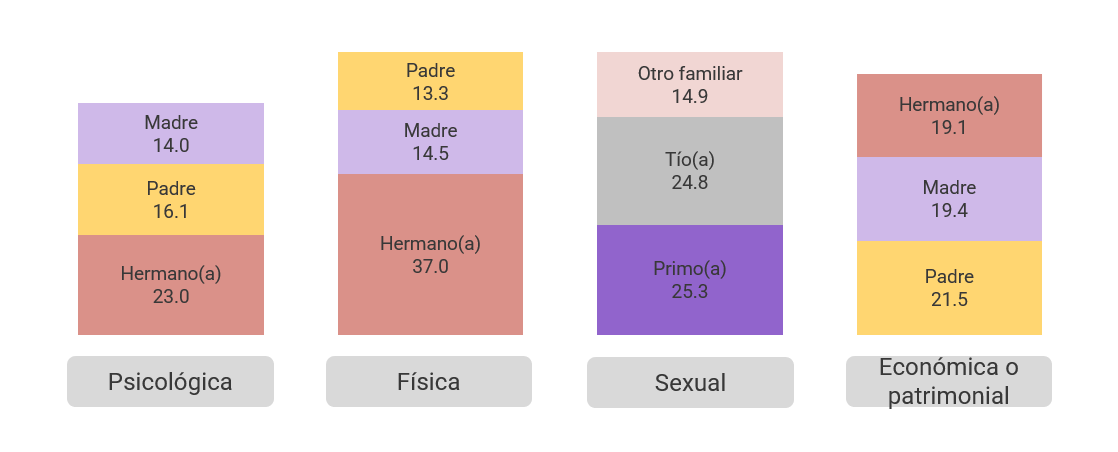 Madre
14.0
Padre
16.1
Hermano(a)
23.0
Psicológica
Padre
13.3
Madre
14.5
Hermano(a)
37.0
Física
Otro familiar
14.9
Tío(a)
24.8
Primo(a)
25.3
Sexual
Hermano(a)
19.1
Madre
19.4
Padre
21.5
Económica o
patrimonial